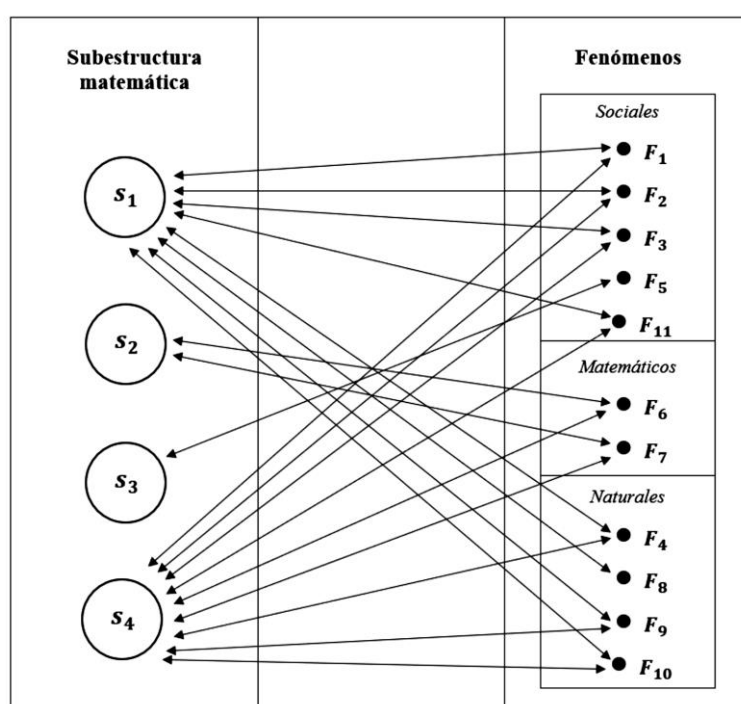 Subestructura
matemática
Fenómenos
Sociales
F1
F2
F3
F5
F11
Matemáticos
F6
F7
Naturales
F4
F8
F9
F10
s1
s2
s3
s4